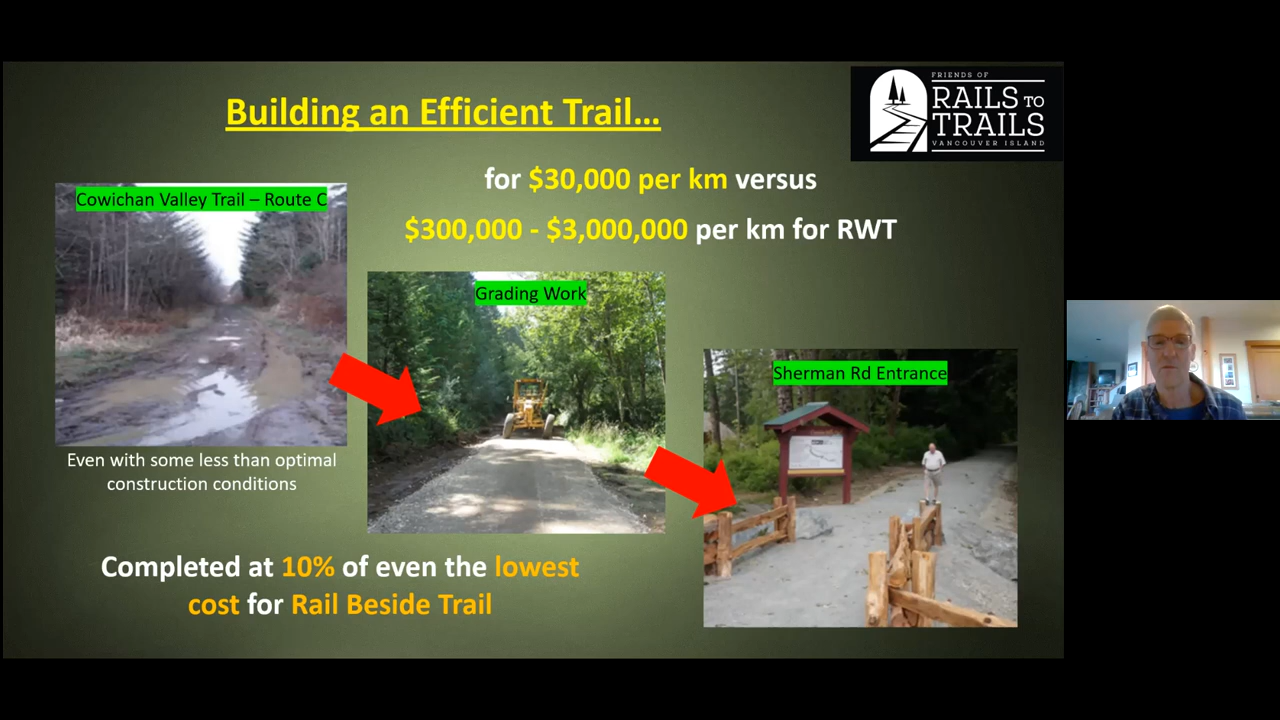 Building an Efficient Trail...
FRIENDS OF
RAILS TO
TRAILS
VANCOUVER ISLAND
for $30,000 per km versus
$300,000 - $3,000,000 per km for RWT
Cowichan Valley Trail – Route C
Grading Work
Sherman Rd Entrance
Even with some less than optimal
construction conditions
Completed at 10% of even the lowest
cost for Rail Beside Trail